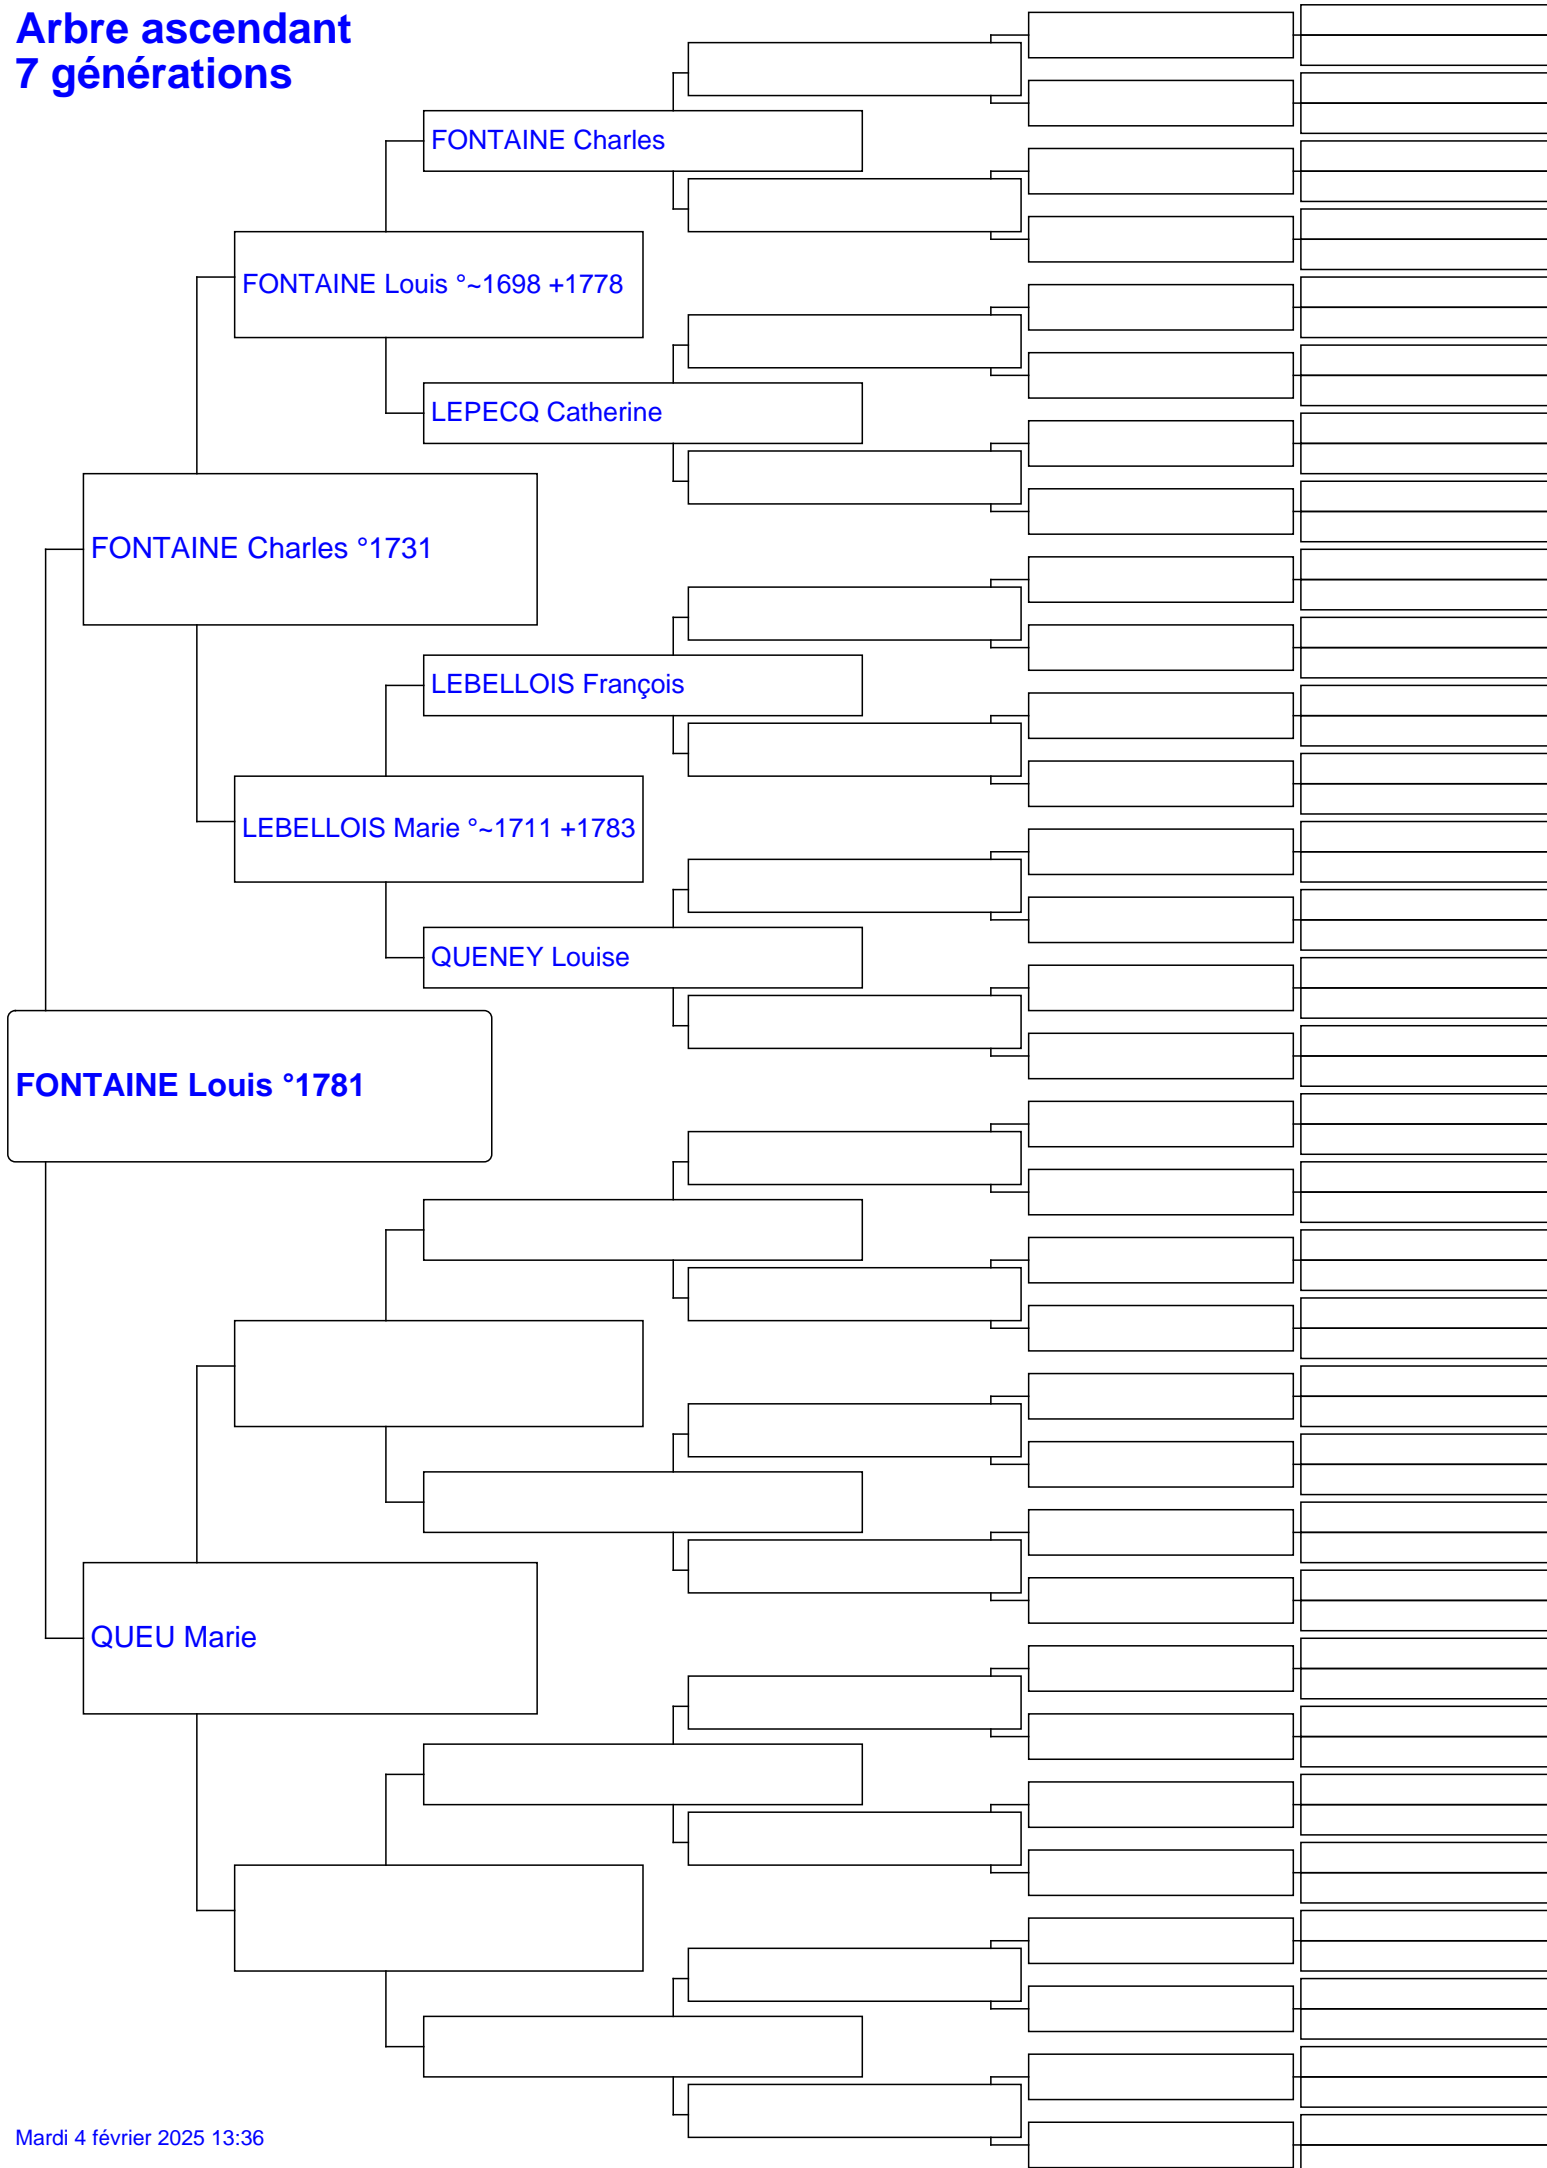 Arbre ascendant
7 générations
FONTAINE Charles
FONTAINE Louis °~1698 +1778
LEPECQ Catherine
FONTAINE Charles °1731
LEBELLOIS François
LEBELLOIS Marie °~1711 +1783
QUENEY Louise
FONTAINE Louis °1781
QUEU Marie
Mardi 4 février 2025 13:36